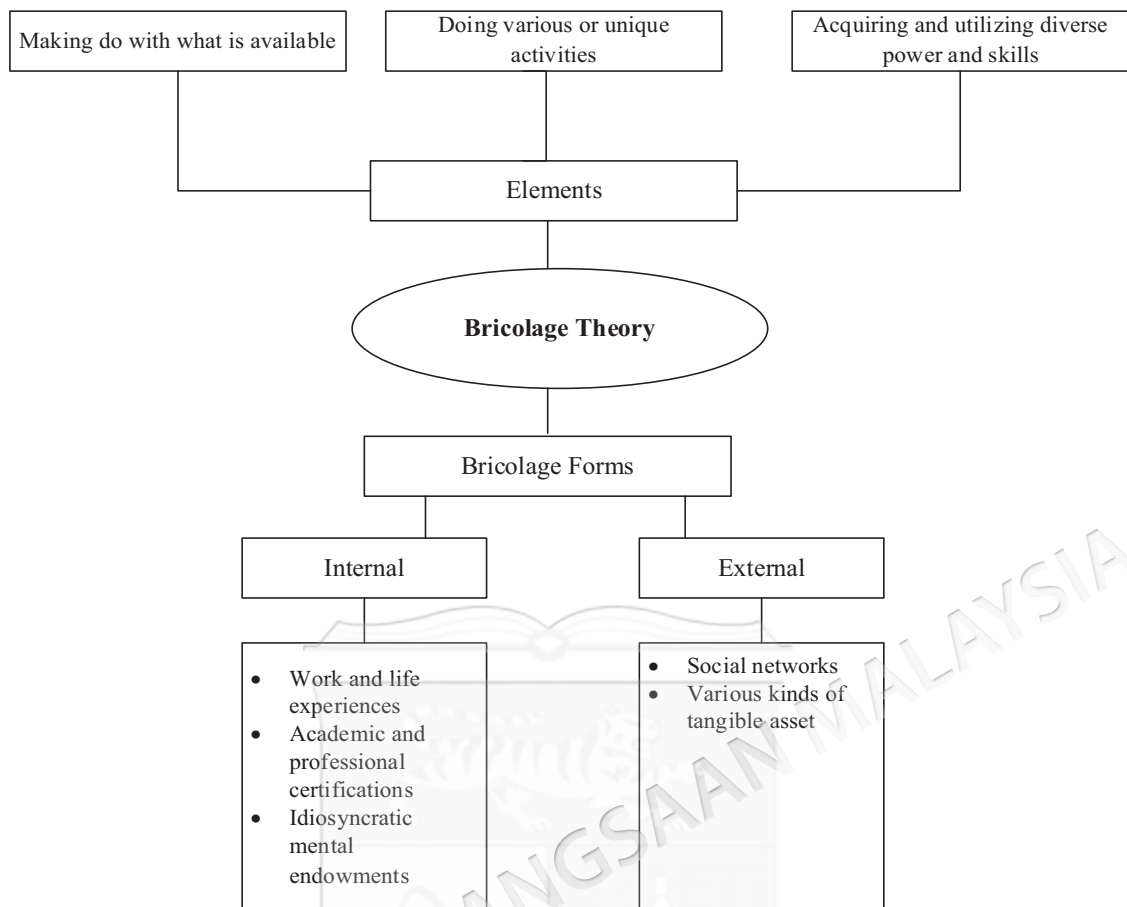 Making do with what is available
Doing various or unique
activities
Acquiring and utilizing diverse
power and skills
Elements
Bricolage Theory
Bricolage Forms
Internal
External
• Work and life
experiences
• Academic and
professional
certifications
• Idiosyncratic
mental
endowments
• Social networks
• Various kinds of
tangible asset
ANGSAAN MALAYSIA